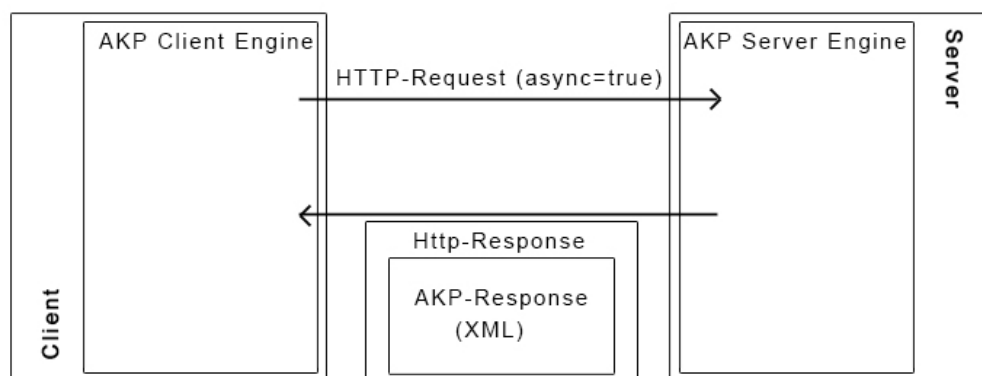 AKP Client Engine
AKP Server Engine
Server
HTTP-Request (async=true)
Http-Response
AKP-Response
(XML)
Client